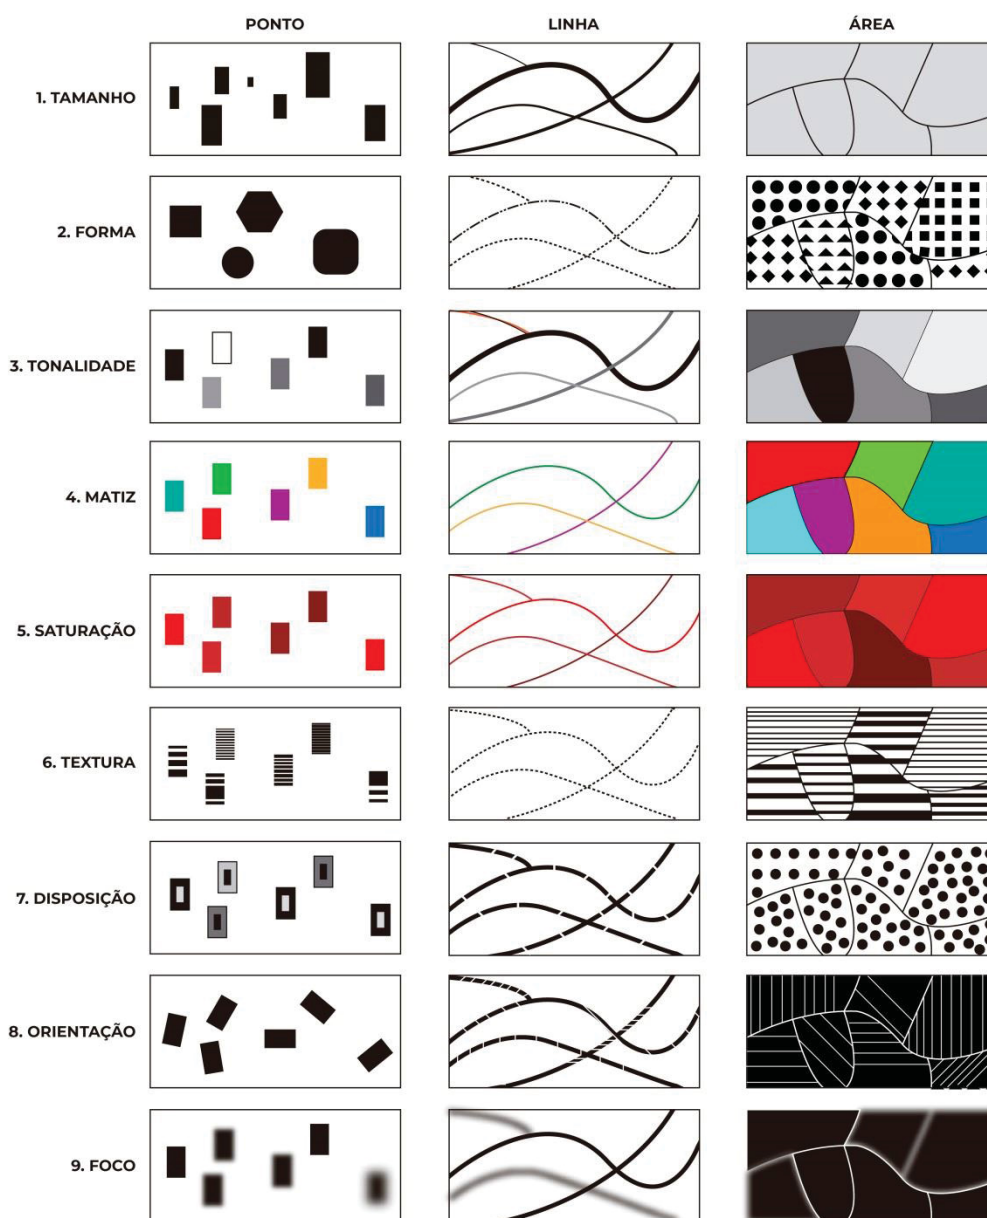 PONTO LINHA ÁREA
1. TAMANHO
2. FORMA
3. TONALIDADE
4. MATIZ
5. SATURAÇÃO
6. TEXTURA
7. DISPOSIÇÃO
8. ORIENTAÇÃO
9. FOCO